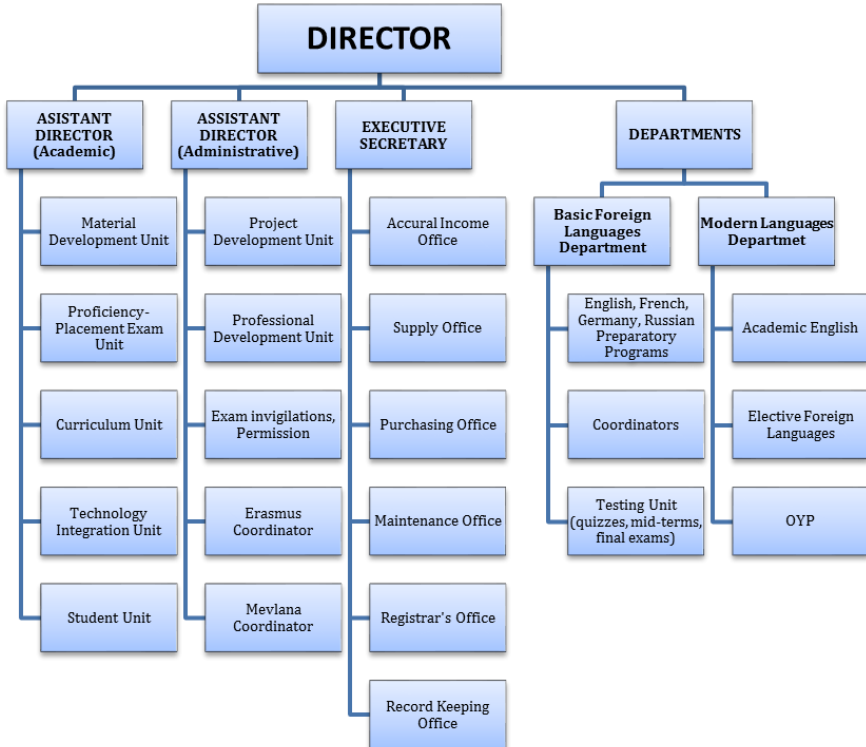 DIRECTOR
ASISTANT
DIRECTOR
(Academic)
Material
Development Unit
Proficiency-
Placement Exam
Unit
Curriculum Unit
Technology
Integration Unit
Student Unit
ASSISTANT
DIRECTOR
(Administrative)
Project
Development Unit
Professional
Development Unit
Exam invigilations,
Permission
Erasmus
Coordinator
Mevlana
Coordinator
EXECUTIVE
SECRETARY
Accural Income
Office
Supply Office
Purchasing Office
Maintenance Office
Registrar's Office
Record Keeping
Office
DEPARTMENTS
Basic Foreign
Languages
Department
English, French,
Germany, Russian
Preparatory
Programs
Coordinators
Testing Unit
(quizzes, mid-terms,
final exams)
Modern Languages
Departmet
Academic English
Elective Foreign
Languages
OYP